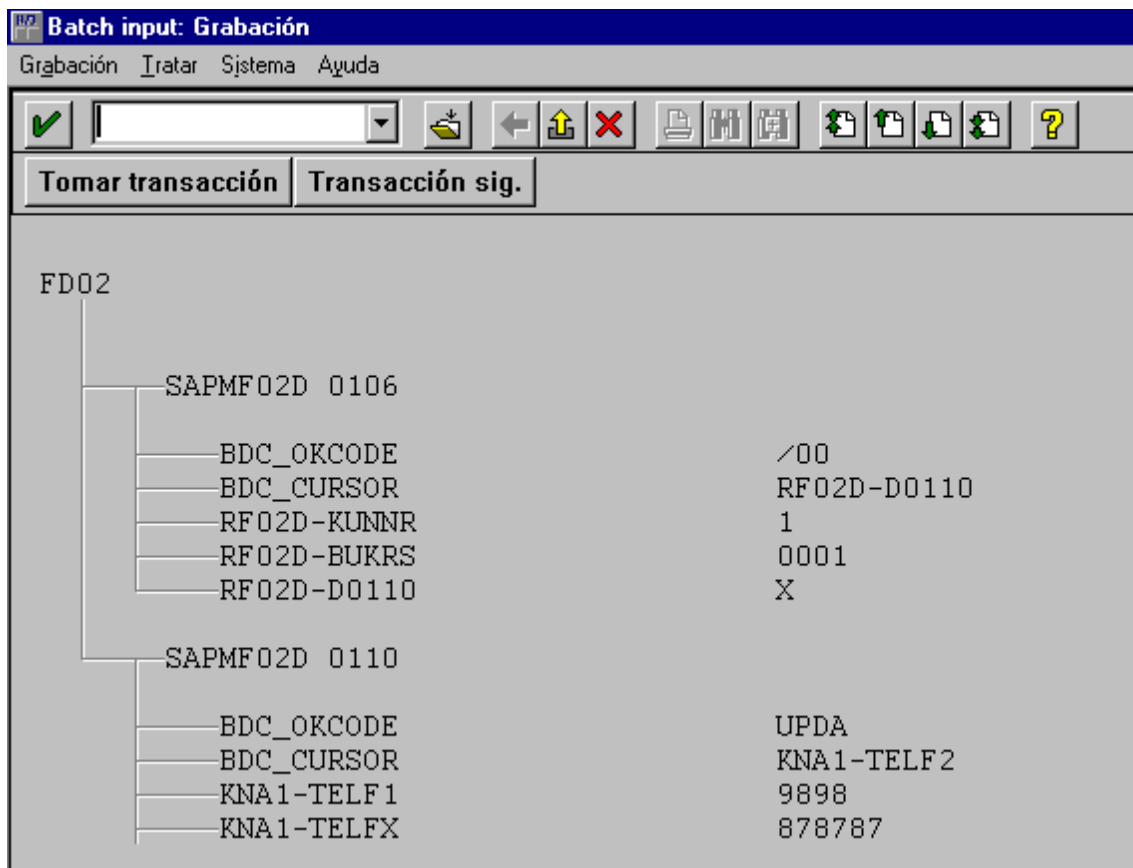 Batch input: Grabación
Grabación Tratar Sistema Ayuda
Tomar transacción Transacción sig.
FD02
SAPMF02D 0106
BDC_OKCODE /00
BDC_CURSOR RF02D-D0110
RF02D-KUNNR 1
RF02D-BUKRS 0001
RF02D-D0110 X
SAPMF02D 0110
BDC_OKCODE UPDA
BDC_CURSOR KNA1-TELF2
KNA1-TELF1 9898
KNA1-TELFX 878787